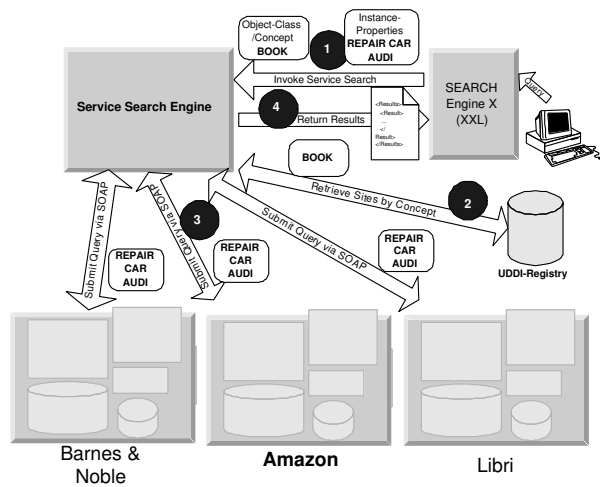 Object-Class
/Concept
BOOK
1
Instance-
Properties
REPAIR CAR
AUDI
Invoke Service Search
Service Search Engine
4
Return Results
<Results>
<Result>
...
</
Result>
</Results>
SEARCH
Engine X
(XXL)
Query
BOOK
Retrieve Sites by Concept
2
UDDI-Registry
Submit Query via SOAP
REPAIR
CAR
AUDI
Submit Query via SOAP
3
REPAIR
CAR
AUDI
Submit Query via SOAP
REPAIR
CAR
AUDI
Barnes &
Noble
Amazon
Libri